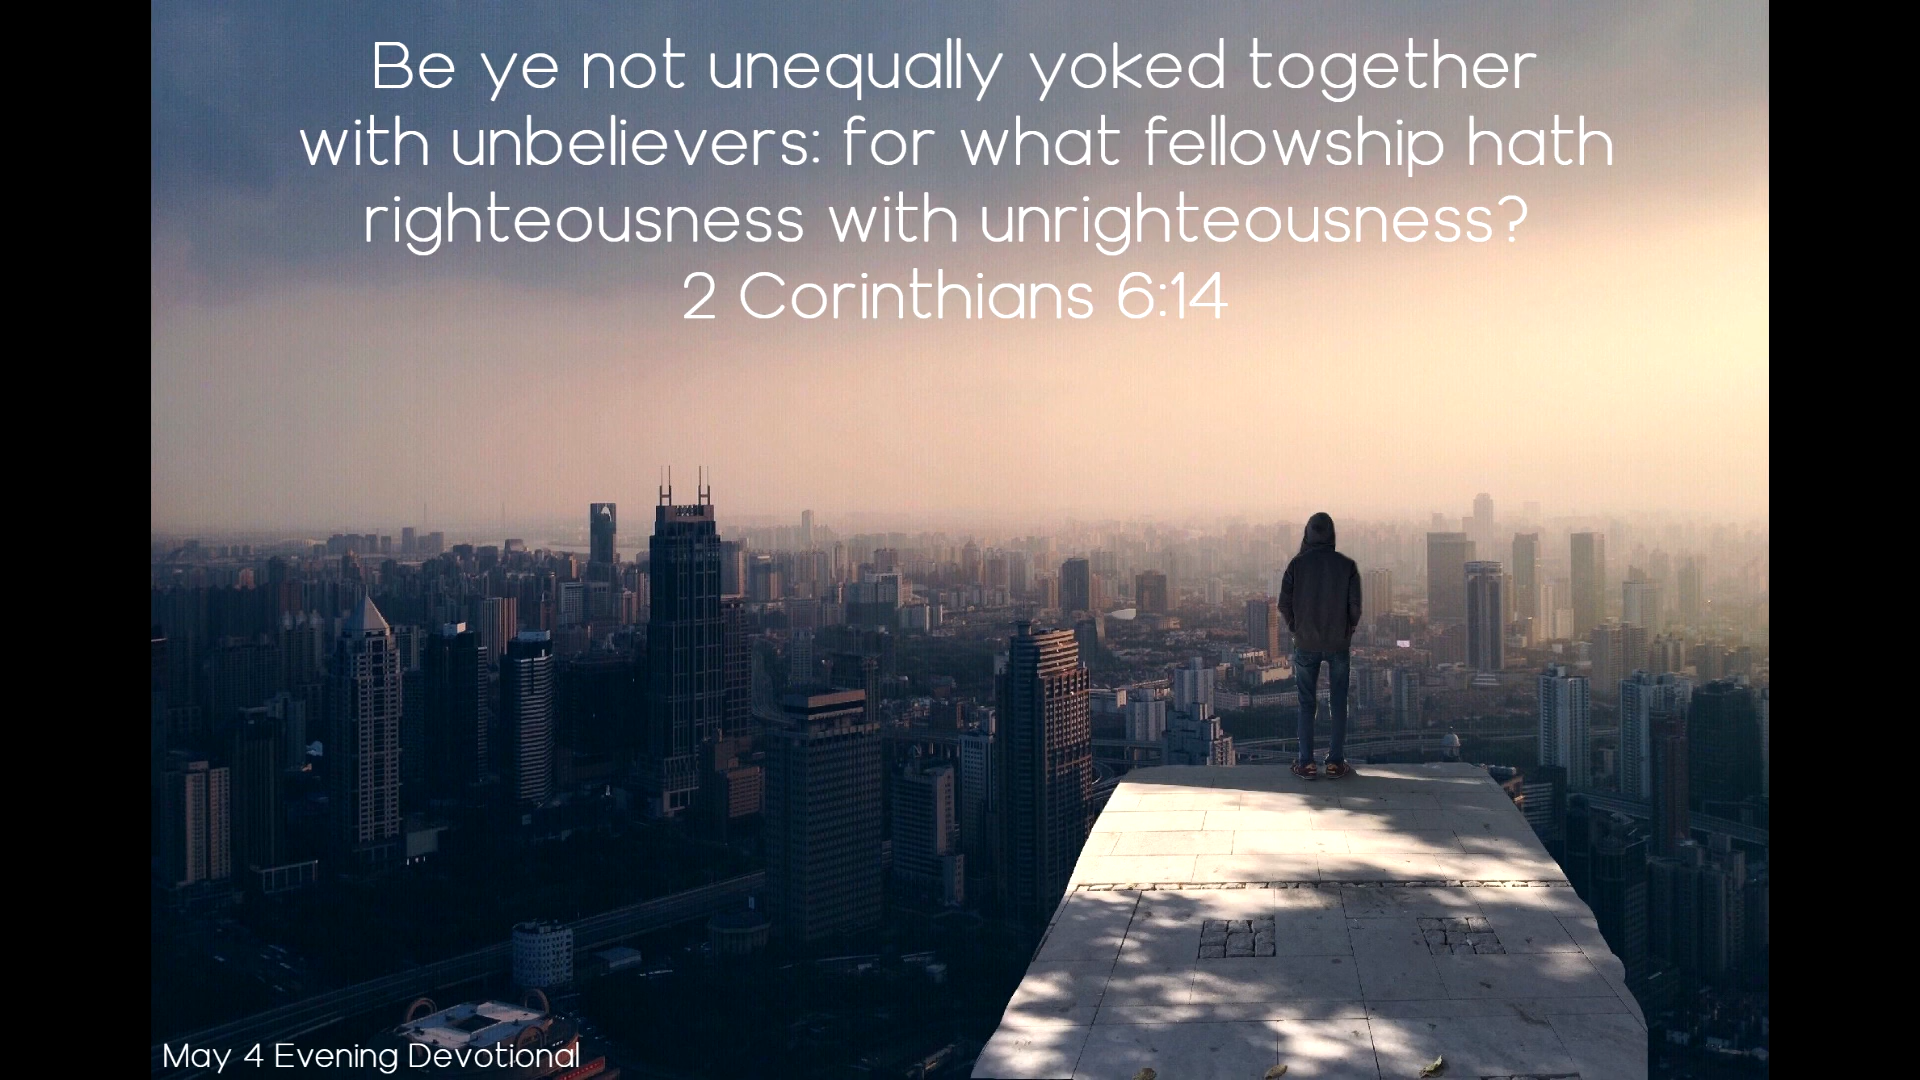 Be ye not unequally yoked together
with unbelievers: for what fellowship hath
righteousness with unrighteousness?
2 Corinthians 6:14
May 4 Evening Devotional